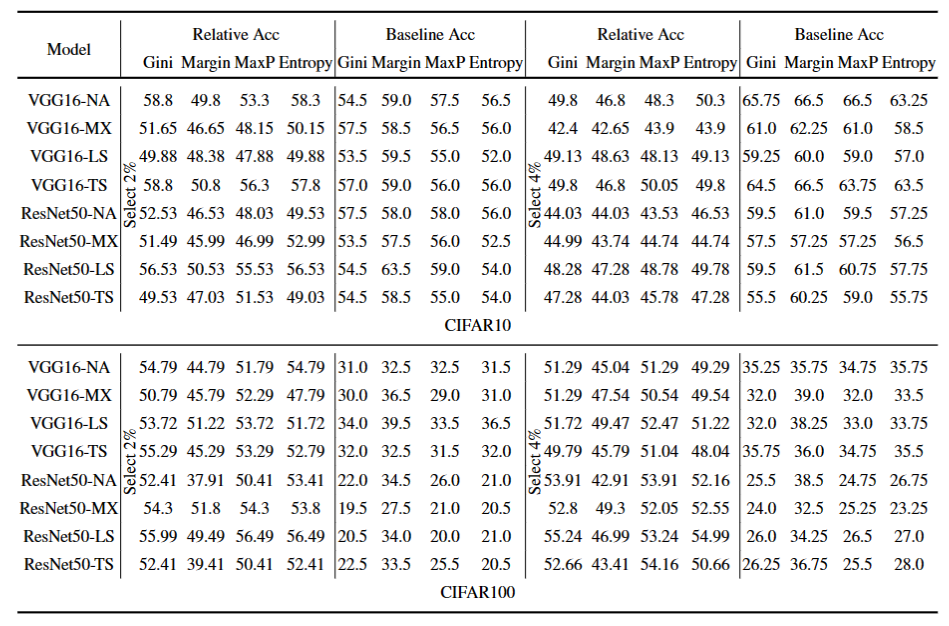 Model Relative Acc Baseline Acc Relative Acc Baseline Acc
Gini Margin MaxP Entropy Gini Margin MaxP Entropy Gini Margin MaxP Entropy Gini Margin MaxP Entropy
Select 2% Select 4%
VGG16-NA 58.8 49.8 53.3 58.3 54.5 59.0 57.5 56.5 49.8 46.8 48.3 50.3 65.75 66.5 66.5 63.25
VGG16-MX 51.65 46.65 48.15 50.15 57.5 58.5 56.5 56.0 42.4 42.65 43.9 43.9 61.0 62.25 61.0 58.5
VGG16-LS 49.88 48.38 47.88 49.88 53.5 59.5 55.0 52.0 49.13 48.63 48.13 49.13 59.25 60.0 59.0 57.0
VGG16-TS 58.8 50.8 56.3 57.8 57.0 59.0 56.0 56.0 49.8 46.8 50.05 49.8 64.5 66.5 63.75 63.5
ResNet50-NA 52.53 46.53 48.03 49.53 57.5 58.0 58.0 56.0 44.03 44.03 43.53 46.53 59.5 61.0 59.5 57.25
ResNet50-MX 51.49 45.99 46.99 52.99 53.5 57.5 56.0 52.5 44.99 43.74 44.74 44.74 57.5 57.25 57.25 56.5
ResNet50-LS 56.53 50.53 55.53 56.53 54.5 63.5 59.0 54.0 48.28 47.28 48.78 49.78 59.5 61.5 60.75 57.75
ResNet50-TS 49.53 47.03 51.53 49.03 54.5 58.5 55.0 54.0 47.28 44.03 45.78 47.28 55.5 60.25 59.0 55.75
CIFAR10
Select 2% Select 4%
VGG16-NA 54.79 44.79 51.79 54.79 31.0 32.5 32.5 31.5 51.29 45.04 51.29 49.29 35.25 35.75 34.75 35.75
VGG16-MX 50.79 45.79 52.29 47.79 30.0 36.5 29.0 31.0 51.29 47.54 50.54 49.54 32.0 39.0 32.0 33.5
VGG16-LS 53.72 51.22 53.72 51.72 34.0 39.5 33.5 36.5 51.72 49.47 52.47 51.22 32.0 38.25 33.0 33.75
VGG16-TS 55.29 45.29 53.29 52.79 32.0 32.5 31.5 32.0 49.79 45.79 51.04 48.04 35.75 36.0 34.75 35.5
ResNet50-NA 52.41 37.91 50.41 53.41 22.0 34.5 26.0 21.0 53.91 42.91 53.91 52.16 25.5 38.5 24.75 26.75
ResNet50-MX 54.3 51.8 54.3 53.8 19.5 27.5 21.0 20.5 52.8 49.3 52.05 52.55 24.0 32.5 25.25 23.25
ResNet50-LS 55.99 49.49 56.49 56.49 20.5 34.0 20.0 21.0 55.24 46.99 53.24 54.99 26.0 34.25 26.5 27.0
ResNet50-TS 52.41 39.41 50.41 52.41 22.5 33.5 25.5 20.5 52.66 43.41 54.16 50.66 26.25 36.75 25.5 28.0
CIFAR100